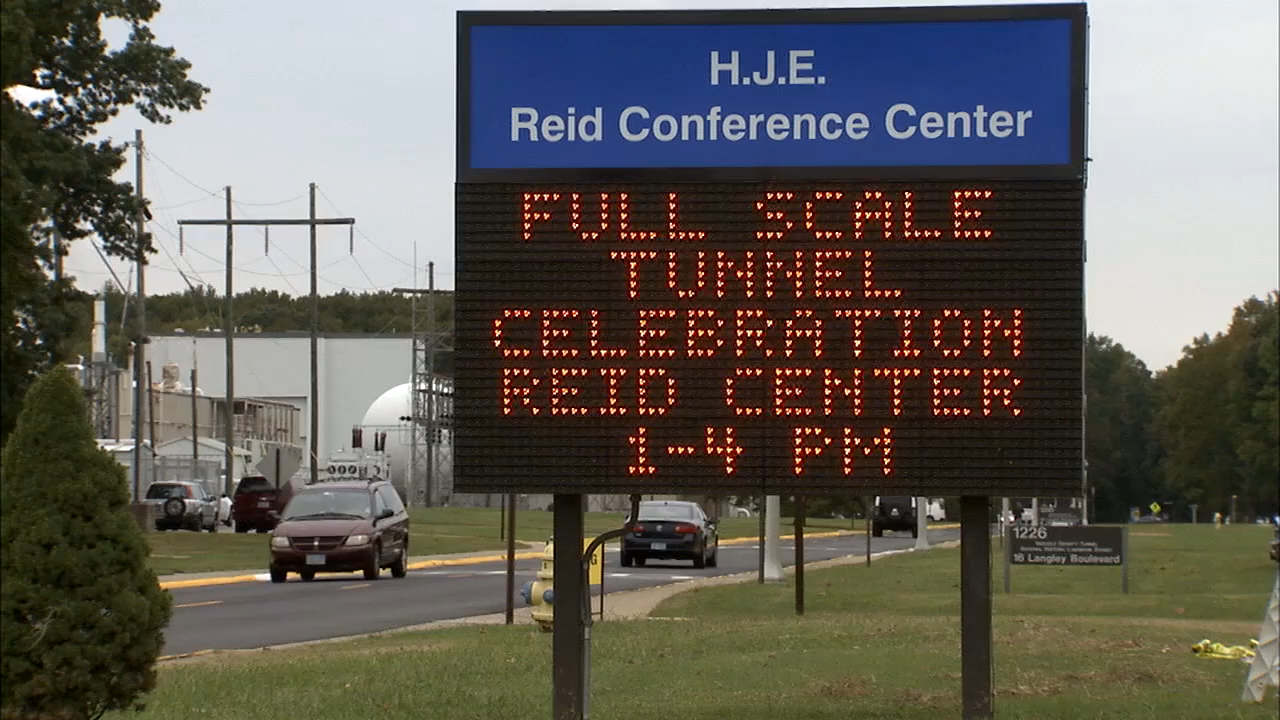 H.J.E.
Reid Conference Center
FULL SCALE
TUNNEL
CELEBRATION
REID CENTER
1-4 PM
1226
16 Langley Boulevard